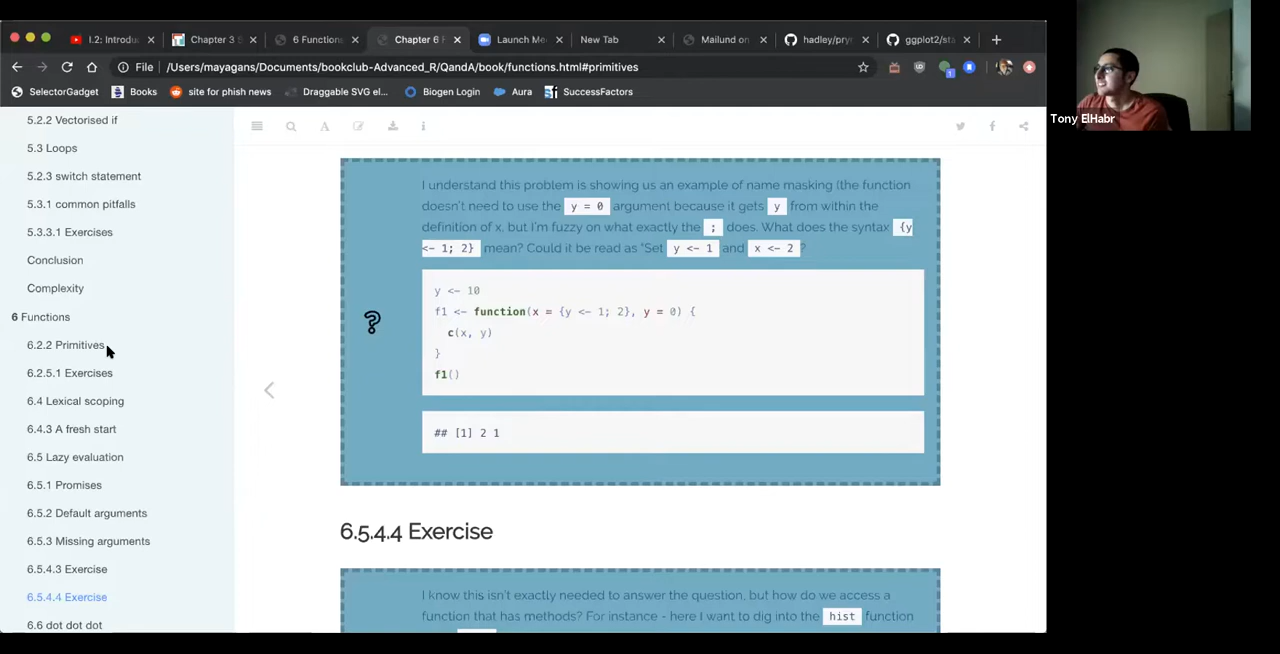 I.2: Introdu
Chapter 3 S
6 Function
Chapter 6 F
Launch Me
New Tab
Mailund on
hadley/pry
ggplot2/sta
File /Users/mayagans/Documents/bookclub-Advanced_R/QandA/book/functions.html#primitives
SelectorGadget
Books
site for phish news
Draggable SVG el...
Biogen Login
Aura
SuccessFactors
5.2.2 Vectorised if
5.3 Loops
5.2.3 switch statement
5.3.1 common pitfalls
5.3.3.1 Exercises
Conclusion
Complexity
6 Functions
6.2.2 Primitives
6.2.5.1 Exercises
6.4 Lexical scoping
6.4.3 A fresh start
6.5 Lazy evaluation
6.5.1 Promises
6.5.2 Default arguments
6.5.3 Missing arguments
6.5.4.3 Exercise
6.5.4.4 Exercise
6.6 dot dot dot
I understand this problem is showing us an example of name masking (the function
doesn't need to use the y = 0 argument because it gets y from within the
definition of x, but I'm fuzzy on what exactly the ; does. What does the syntax {y
<- 1; 2} mean? Could it be read as "Set y <- 1 and x <- 2 ?
?
y <- 10
f1 <- function(x = {y <- 1; 2}, y = 0) {
c(x, y)
}
f1()
## [1] 2 1
6.5.4.4 Exercise
I know this isn't exactly needed to answer the question, but how do we access a
function that has methods? For instance - here I want to dig into the hist function
Tony ElHabr